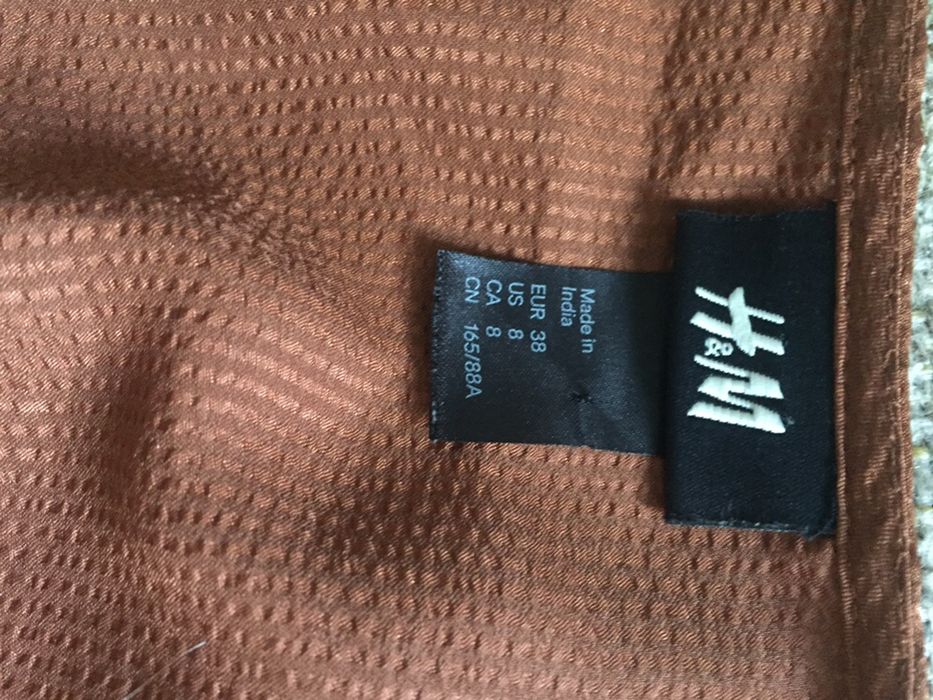 H&M
Made in
India
EUR 38
US 8
CA 8
CN 165/88A